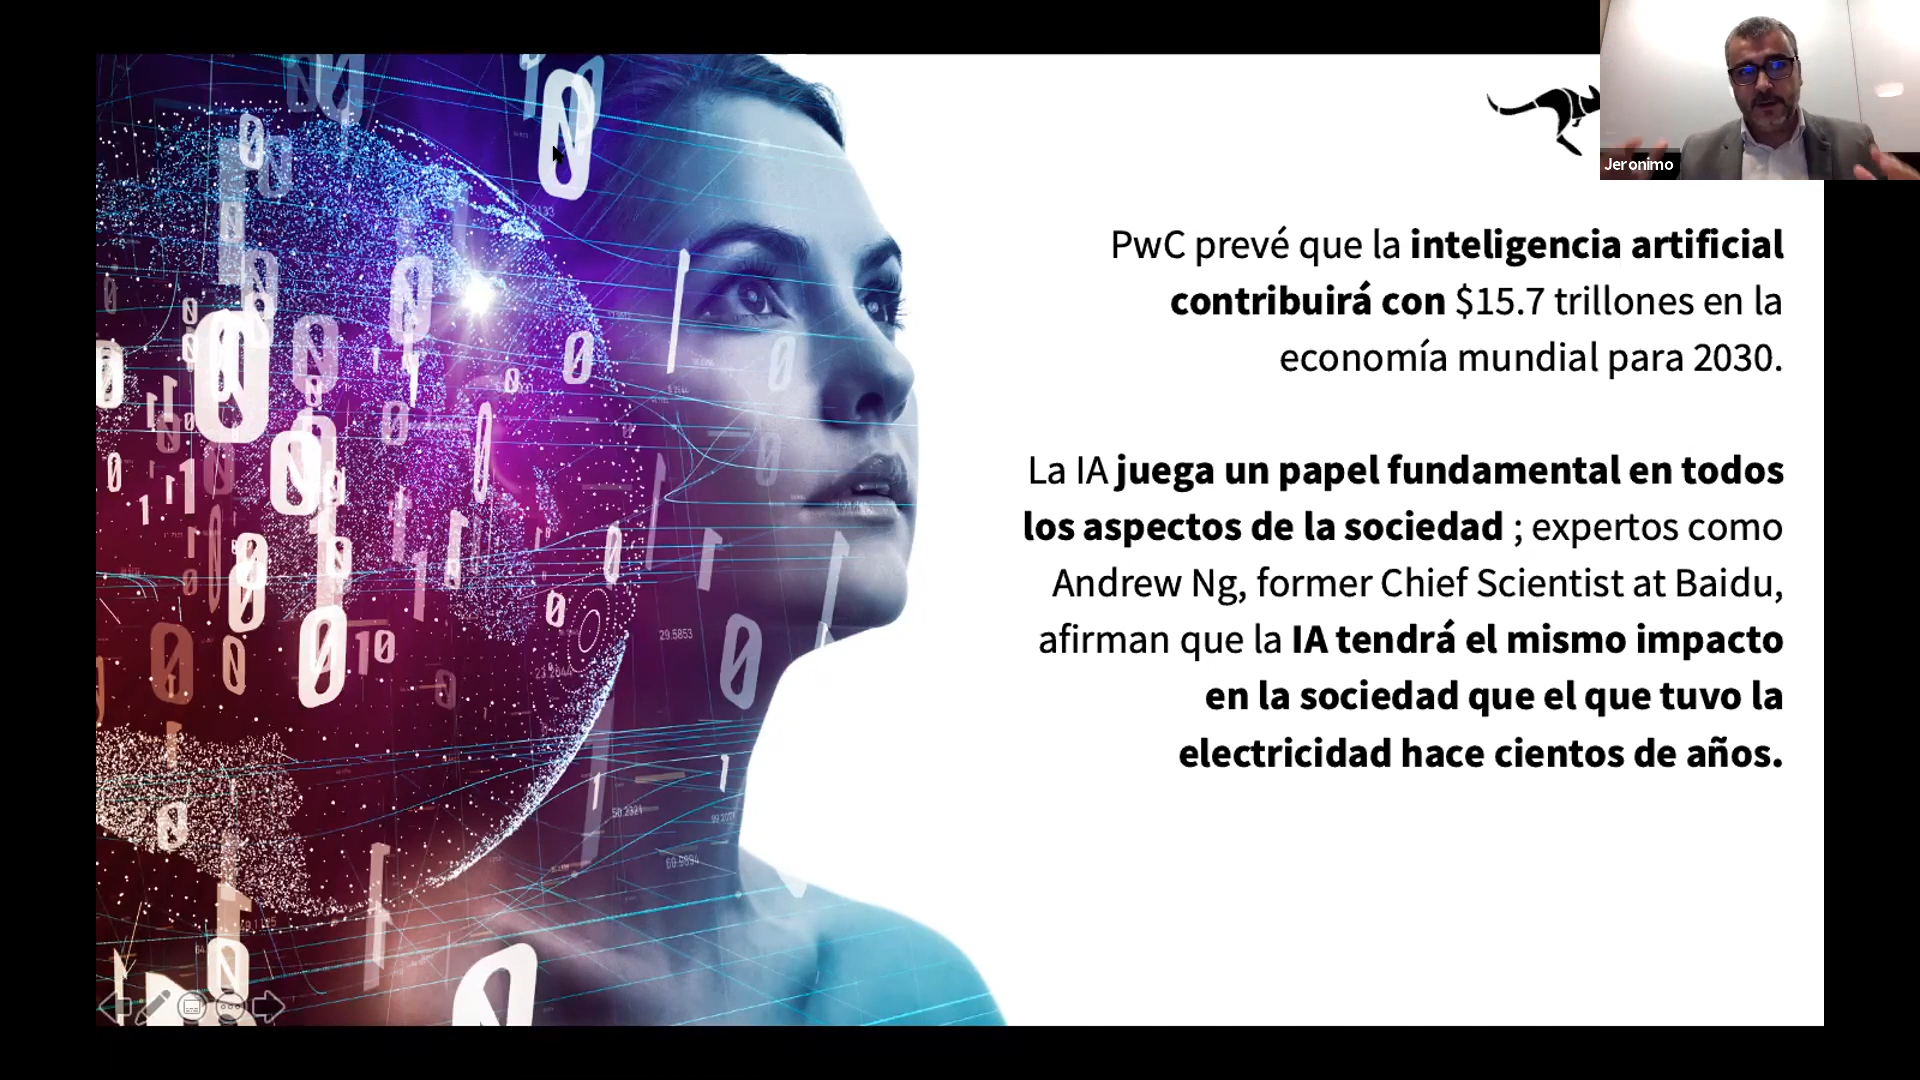 Jeronimo
PwC prevé que la inteligencia artificial
contribuirá con $15.7 trillones en la
economía mundial para 2030.
La IA juega un papel fundamental en todos
los aspectos de la sociedad ; expertos como
Andrew Ng, former Chief Scientist at Baidu,
afirman que la IA tendrá el mismo impacto
en la sociedad que el que tuvo la
electricidad hace cientos de años.
29.5853